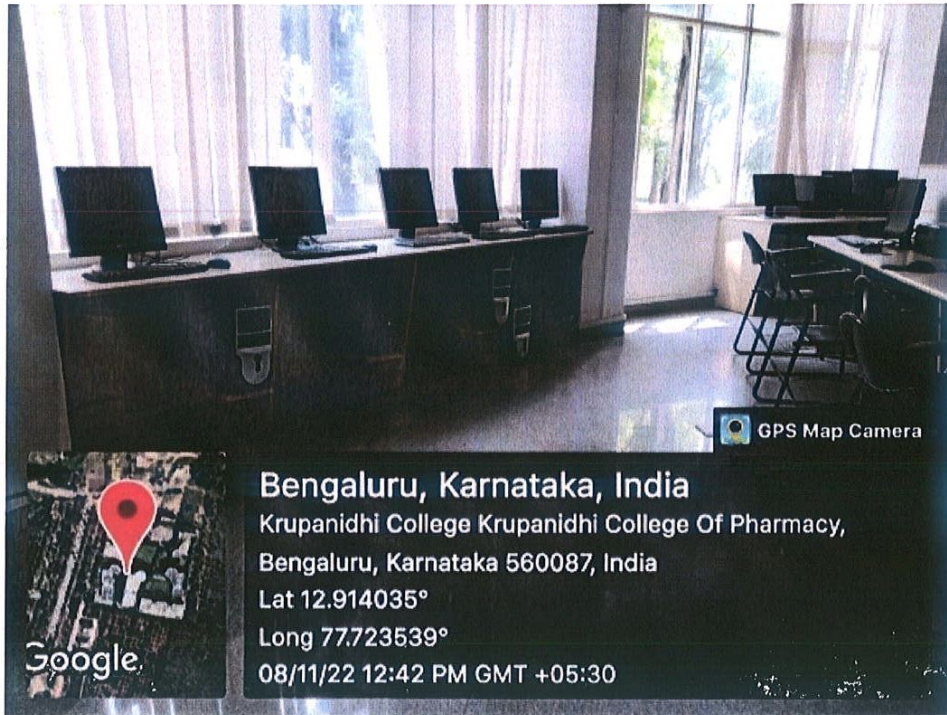 GPS Map Camera
Bengaluru, Karnataka, India
Krupanidhi College Krupanidhi College Of Pharmacy,
Bengaluru, Karnataka 560087, India
Lat 12.914035°
Long 77.723539°
08/11/22 12:42 PM GMT +05:30
Google